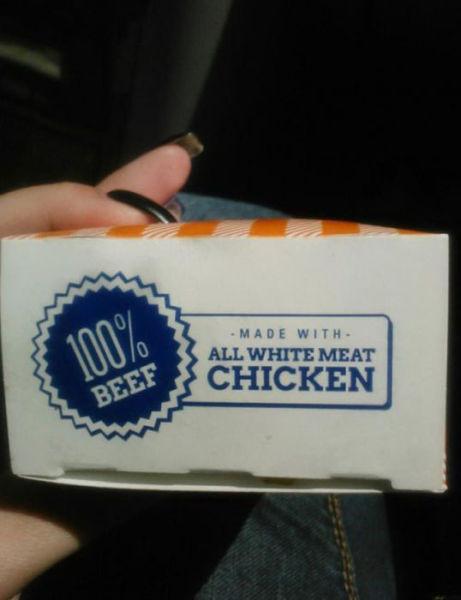 100%
BEEF
- MADE WITH -
ALL WHITE MEAT
CHICKEN